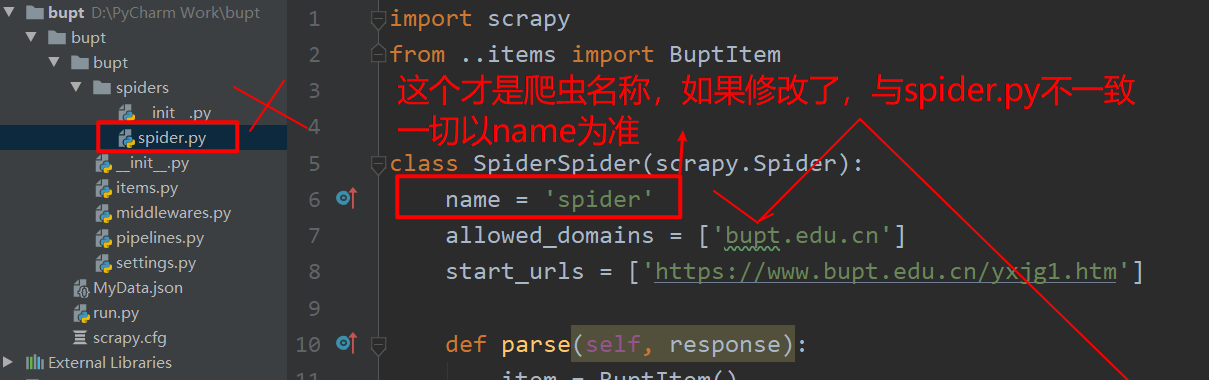 bupt D:\PyCharm Work\bupt
bupt
bupt
spiders
__init__.py
spider.py
__init__.py
items.py
middlewares.py
pipelines.py
settings.py
MyData.json
run.py
scrapy.cfg
External Libraries
1 import scrapy
2 from ..items import BuptItem
3
这个才是爬虫名称，如果修改了，与spider.py不一致
4
一切以name为准
5 class SpiderSpider(scrapy.Spider):
6 name = 'spider'
7 allowed_domains = ['bupt.edu.cn']
8 start_urls = ['https://www.bupt.edu.cn/yxjg1.htm']
9
10 def parse(self, response):
11 item = BuptItem()